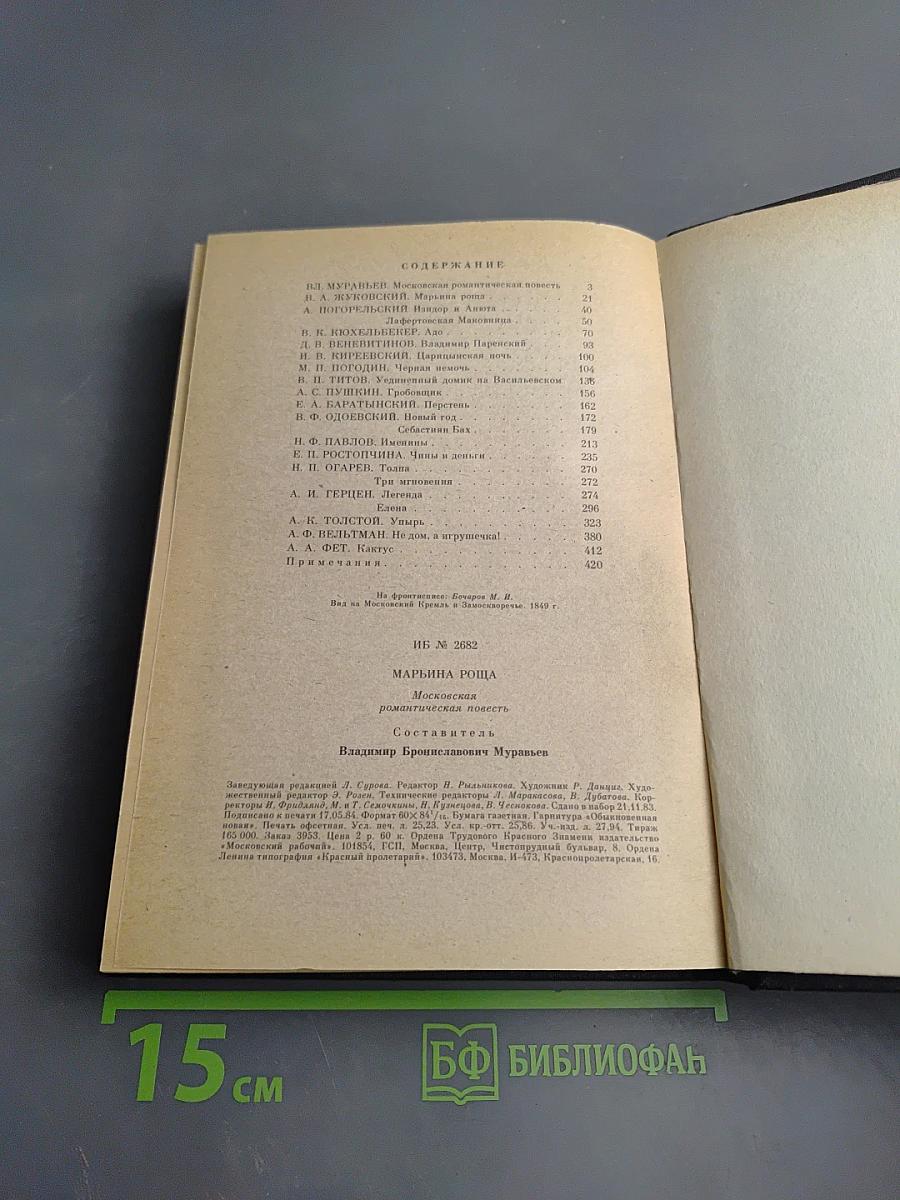 СОДЕРЖАНИЕ
ВЛ. МУРАВЬЕВ. Московская романтическая повесть 3
В. А. ЖУКОВСКИЙ. Марьина роща . . . . . . . 21
А. ПОГОРЕЛЬСКИЙ Изидор и Анюта . . . . . . 40
Лафертовская Маковница . . . . 50
В. К. КЮХЕЛЬБЕКЕР. Адо . . . . . . . . . . 70
Д. В. ВЕНЕВИТИНОВ. Владимир Паренский . . . . 93
И. В. КИРЕЕВСКИЙ. Царицынская ночь . . . . . 100
М. П. ПОГОДИН. Черная немочь . . . . . . . . 104
В. П. ТИТОВ. Уединенный домик на Васильевском 138
А. С. ПУШКИН. Гробовщик . . . . . . . . . . 156
Е. А. БАРАТЫНСКИЙ. Перстень . . . . . . . . 162
В. Ф. ОДОЕВСКИЙ. Новый год . . . . . . . . . 172
Себастиян Бах . . . . . . . . 179
Н. Ф. ПАВЛОВ. Именины . . . . . . . . . . . 213
Е. П. РОСТОПЧИНА. Чины и деньги . . . . . . . 235
Н. П. ОГАРЕВ. Толпа . . . . . . . . . . . . 270
Три мгновения . . . . . . . . . 272
А. И. ГЕРЦЕН. Легенда . . . . . . . . . . . 274
Елена . . . . . . . . . . . . 296
А. К. ТОЛСТОЙ. Упырь . . . . . . . . . . . . 323
А. Ф. ВЕЛЬТМАН. Не дом, а игрушечка! . . . . . . 380
А. А. ФЕТ. Кактус . . . . . . . . . . . . . 412
Примечания . . . . . . . . . . . . . . . . 420
На фронтисписе: Бочаров М. И.
Вид на Московский Кремль и Замоскворечье. 1849 г.
ИБ № 2682
МАРЬИНА РОЩА
Московская
романтическая повесть
Составитель
Владимир Брониславович Муравьев
Заведующая редакцией Л. Сурова. Редактор Н. Рыльникова. Художник Р. Данциг. Худо-
жественный редактор Э. Розен. Технические редакторы Л. Маракасова, В. Дубатова. Кор-
ректоры И. Фридлянд, М. и Т. Семочкины, Н. Кузнецова, В. Чеснокова. Сдано в набор 21.11.83.
Подписано к печати 17.05.84. Формат 60×84 1/16. Бумага газетная. Гарнитура «Обыкновенная
новая». Печать офсетная. Усл. печ. л. 25,23. Усл. кр.-отт. 25,86. Уч.-изд. л. 27,94. Тираж
165 000. Заказ 3953. Цена 2 р. 60 к. Ордена Трудового Красного Знамени издательство
«Московский рабочий». 101854, ГСП, Москва, Центр, Чистопрудный бульвар, 8. Ордена
Ленина типография «Красный пролетарий». 103473, Москва, И-473, Краснопролетарская, 16.
15 см
БФ БИБЛИОФАН